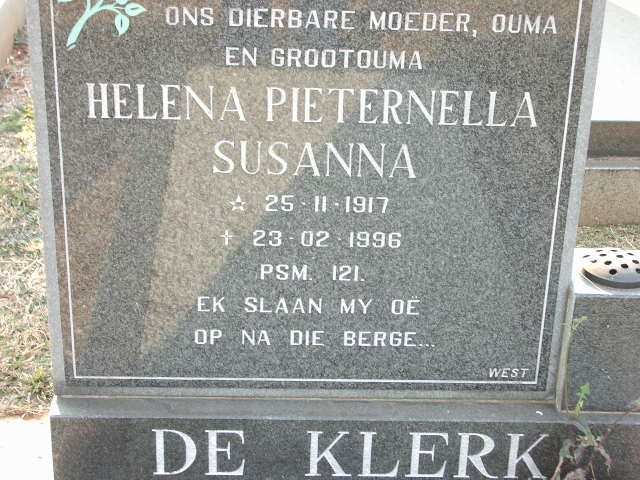 ONS DIERBARE MOEDER, OUMA
EN GROOTOUMA
HELENA PIETERNELLA
SUSANNA
☆ 25·11·1917
✝ 23·02·1996
PSM. 121.
EK SLAAN MY OË
OP NA DIE BERGE...
WEST
DE KLERK